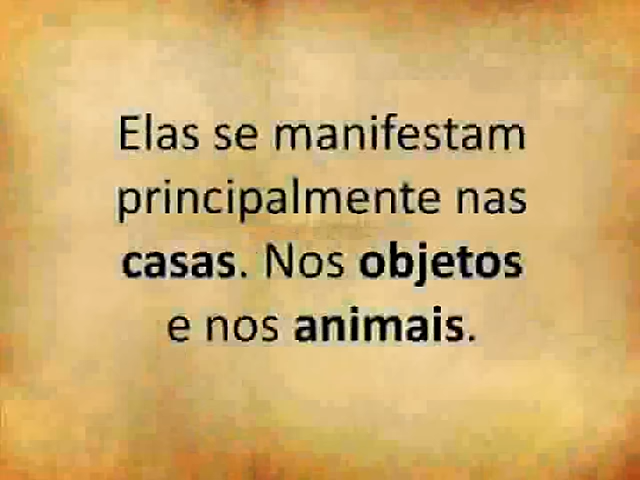 Elas se manifestam
principalmente nas
casas. Nos objetos
e nos animais.